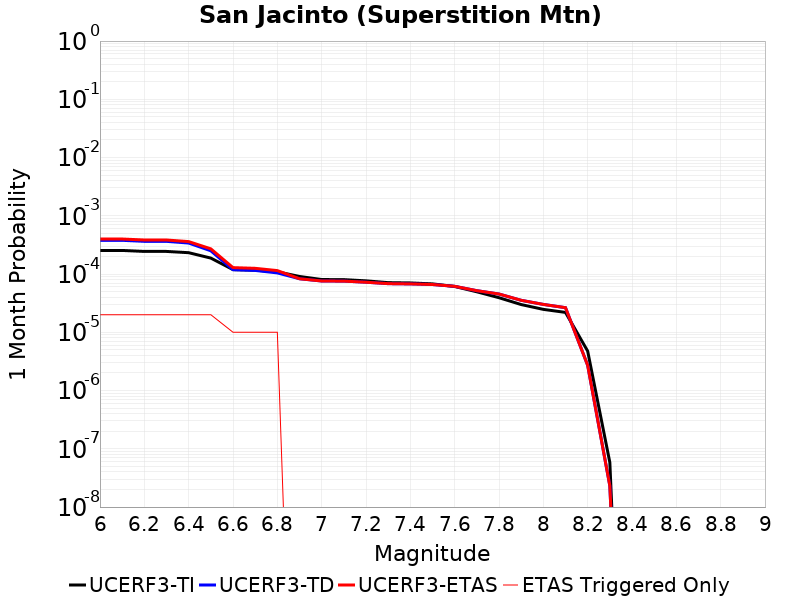 San Jacinto (Superstition Mtn)
1 Month Probability
10^0
10^-1
10^-2
10^-3
10^-4
10^-5
10^-6
10^-7
10^-8
6 6.2 6.4 6.6 6.8 7 7.2 7.4 7.6 7.8 8 8.2 8.4 8.6 8.8 9
Magnitude
UCERF3-TI UCERF3-TD UCERF3-ETAS ETAS Triggered Only